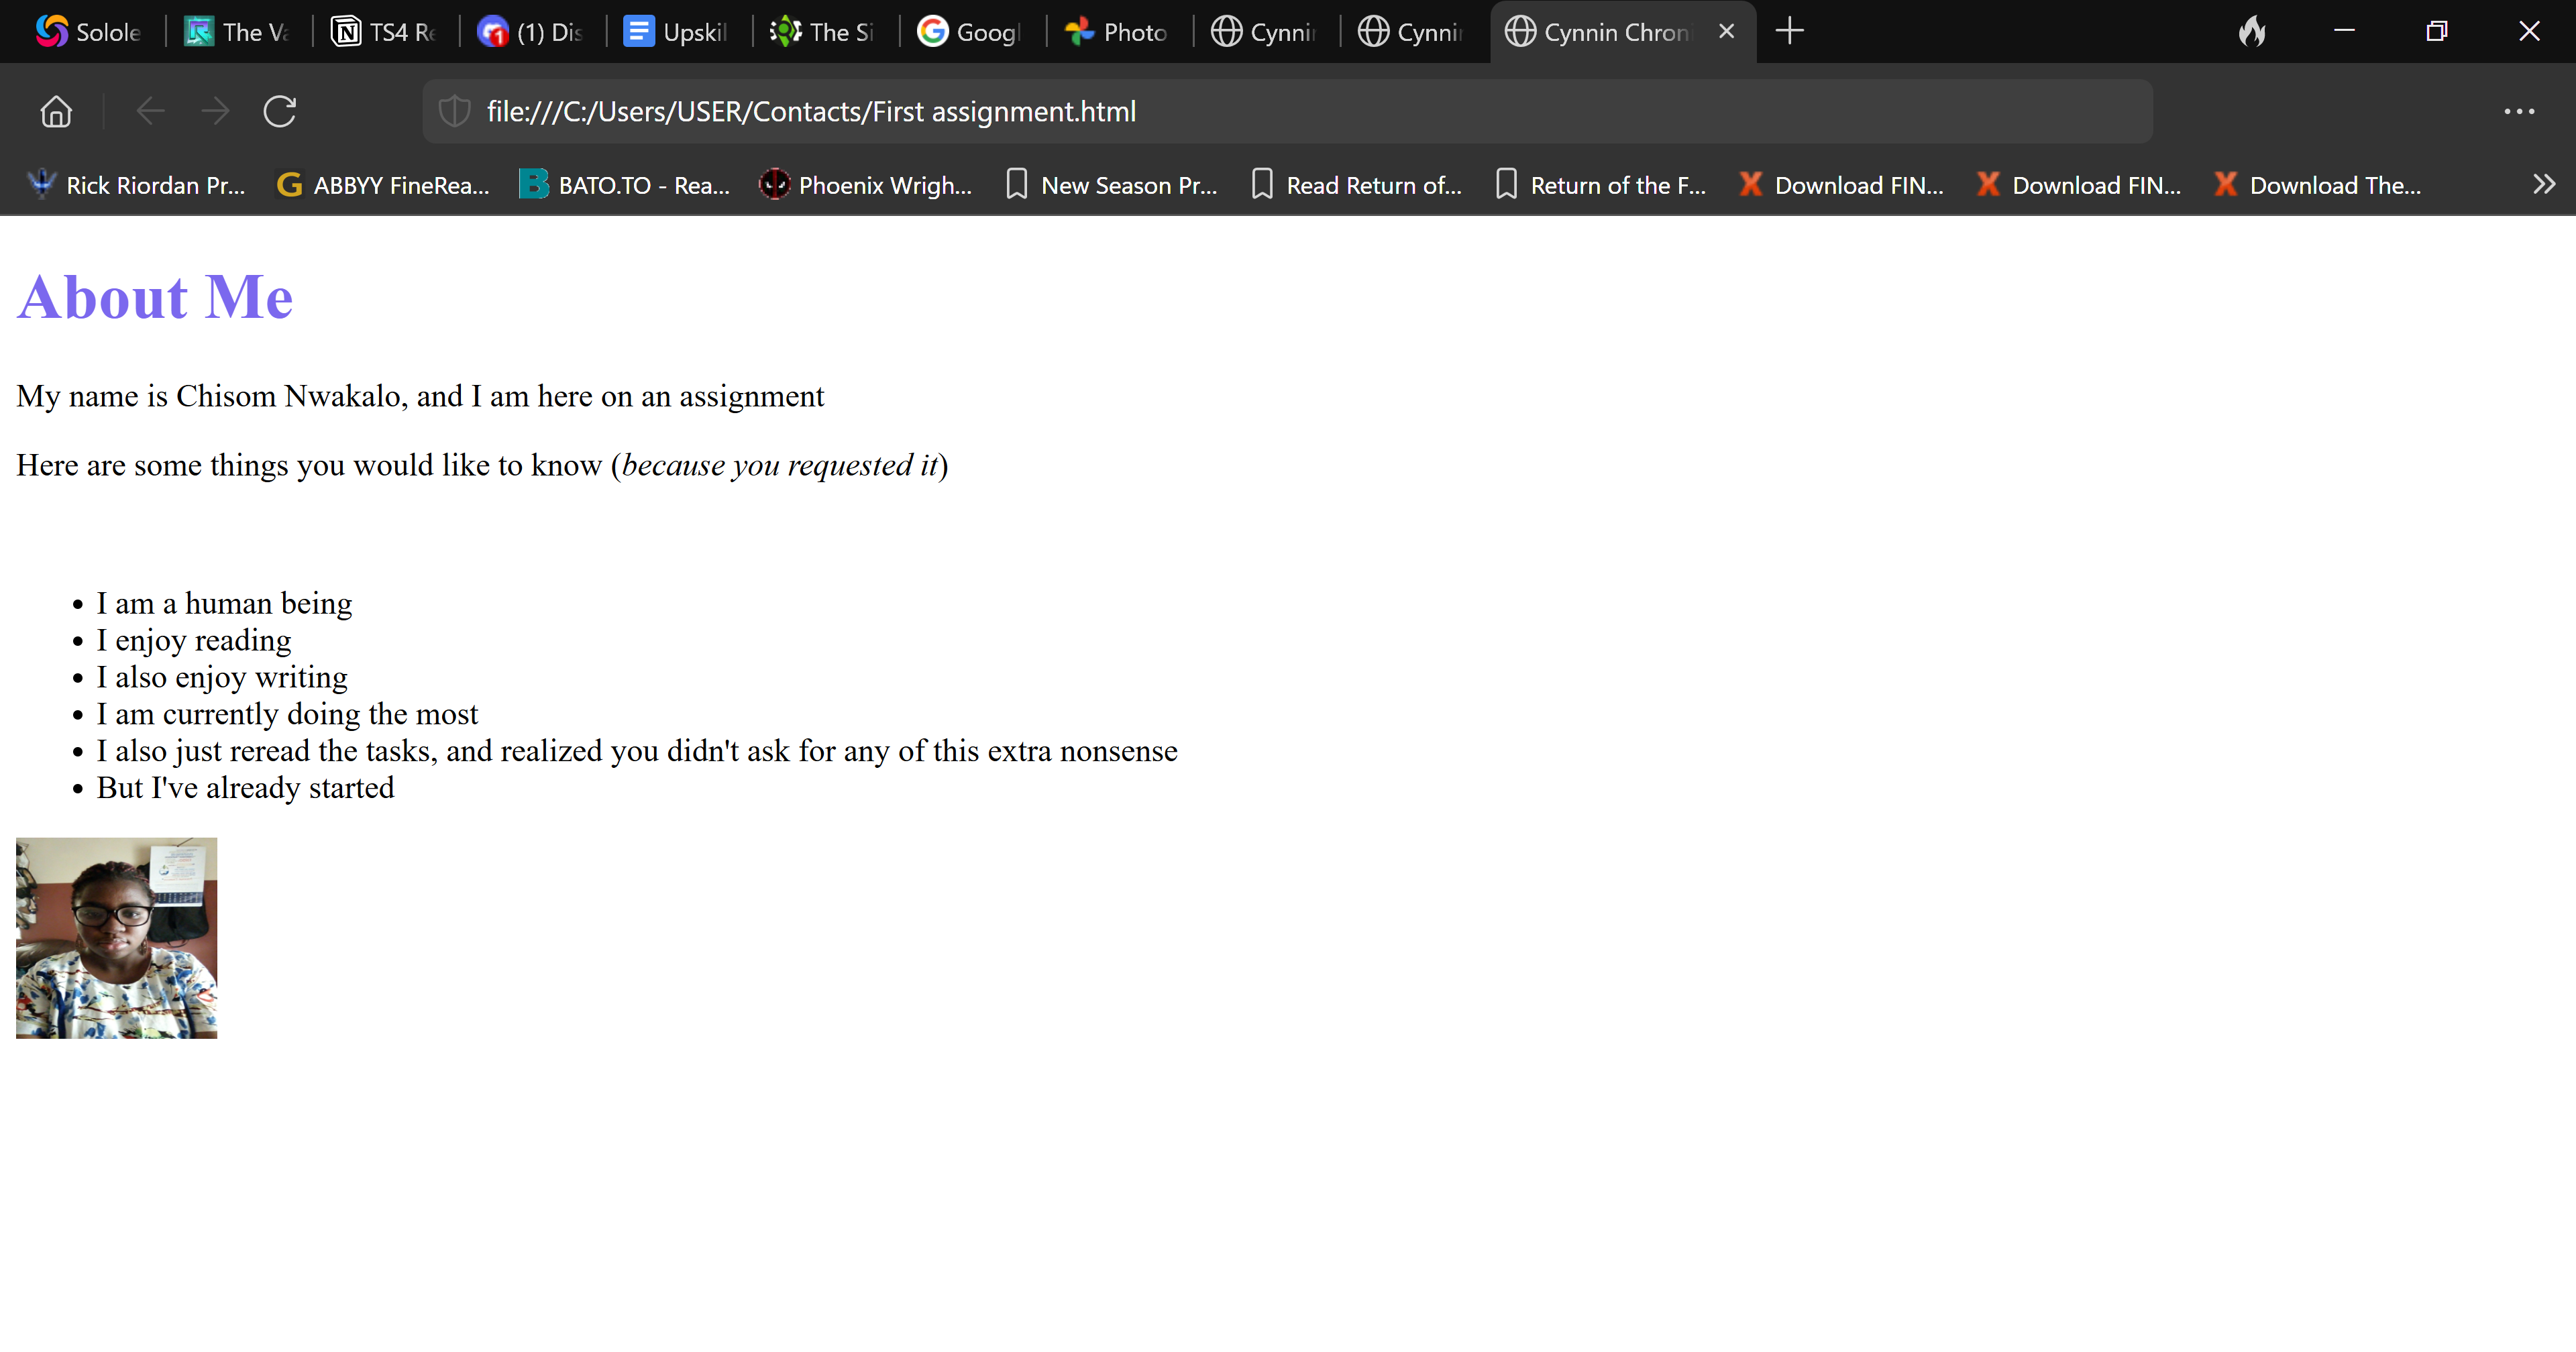 Solole The Va TS4 Re (1) Dis Upskil The Si Googl Photo Cynnin Cynnin Cynnin Chron
file:///C:/Users/USER/Contacts/First assignment.html
Rick Riordan Pr... ABBYY FineRea... BATO.TO - Rea... Phoenix Wrigh... New Season Pr... Read Return of... Return of the F... Download FIN... Download FIN... Download The...
About Me
My name is Chisom Nwakalo, and I am here on an assignment
Here are some things you would like to know (because you requested it)
• I am a human being
• I enjoy reading
• I also enjoy writing
• I am currently doing the most
• I also just reread the tasks, and realized you didn't ask for any of this extra nonsense
• But I've already started